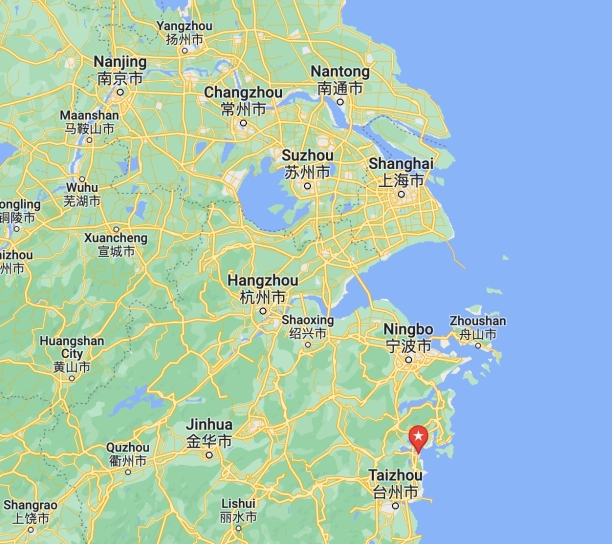 Yangzhou
扬州市
Nanjing
南京市
Nantong
南通市
Changzhou
常州市
Maanshan
马鞍山市
Suzhou
苏州市
Shanghai
上海市
Wuhu
芜湖市
ongling
铜陵市
Xuancheng
宣城市
izhou
州市
Hangzhou
杭州市
Shaoxing
绍兴市
Ningbo
宁波市
Zhoushan
舟山市
Huangshan
City
黄山市
Jinhua
金华市
Quzhou
衢州市
Taizhou
台州市
Shangrao
上饶市
Lishui
丽水市